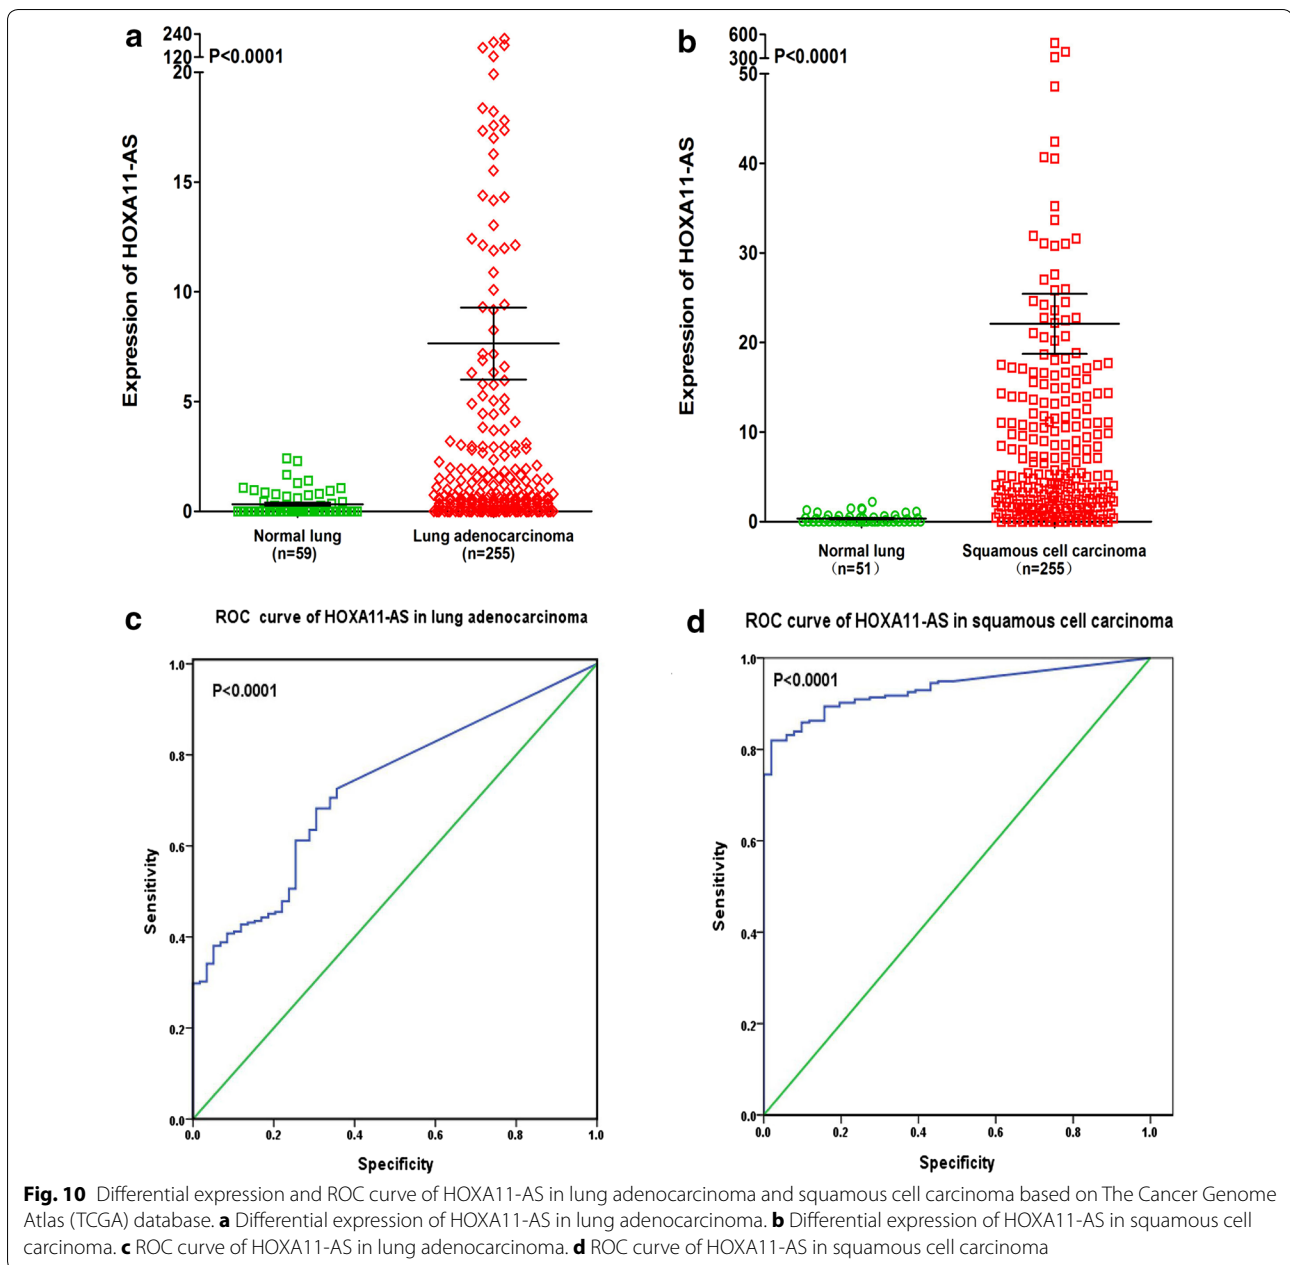 a
240
120
P<0.0001
20
15
10
5
0
Expression of HOXA11-AS
Normal lung
(n=59)
Lung adenocarcinoma
(n=255)
b
600
300
P<0.0001
50
40
30
20
10
0
Expression of HOXA11-AS
Normal lung
(n=51)
Squamous cell carcinoma
(n=255)
c
ROC curve of HOXA11-AS in lung adenocarcinoma
P<0.0001
1.0
0.8
0.6
0.4
0.2
0.0
Sensitivity
0.0 0.2 0.4 0.6 0.8 1.0
Specificity
d
ROC curve of HOXA11-AS in squamous cell carcinoma
P<0.0001
1.0
0.8
0.6
0.4
0.2
0.0
Sensitivity
0.0 0.2 0.4 0.6 0.8 1.0
Specificity
Fig. 10 Differential expression and ROC curve of HOXA11-AS in lung adenocarcinoma and squamous cell carcinoma based on The Cancer Genome
Atlas (TCGA) database. a Differential expression of HOXA11-AS in lung adenocarcinoma. b Differential expression of HOXA11-AS in squamous cell
carcinoma. c ROC curve of HOXA11-AS in lung adenocarcinoma. d ROC curve of HOXA11-AS in squamous cell carcinoma